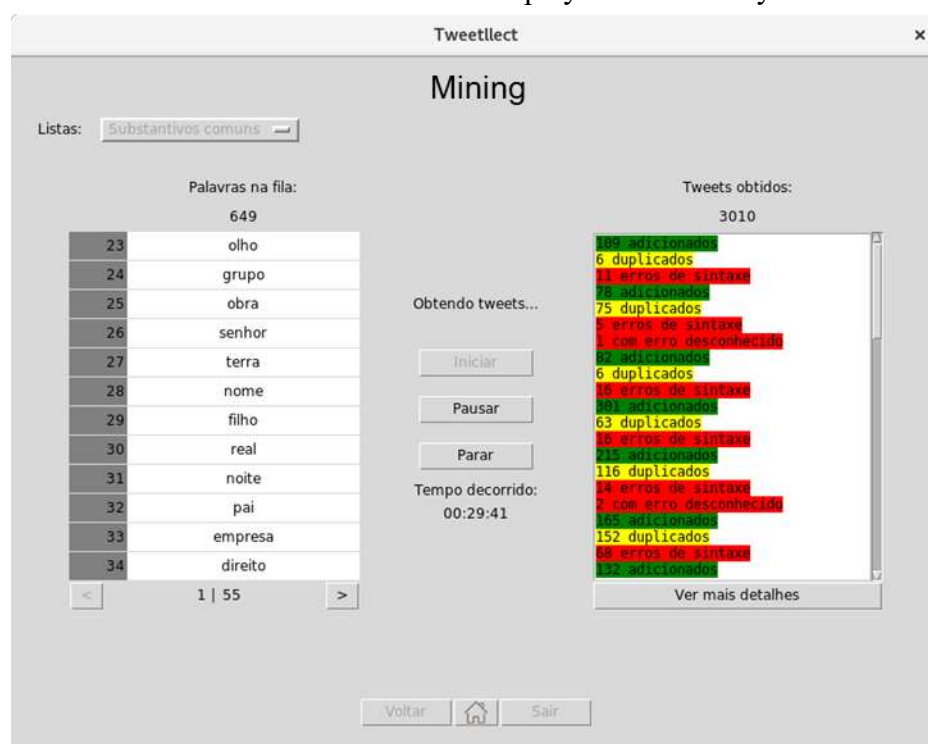 Tweetllect
×
Mining
Listas: Substantivos comuns
Palavras na fila:
649
23 olho
24 grupo
25 obra
26 senhor
27 terra
28 nome
29 filho
30 real
31 noite
32 pai
33 empresa
34 direito
< 1 | 55 >
Obtendo tweets...
Iniciar
Pausar
Parar
Tempo decorrido:
00:29:41
Tweets obtidos:
3010
109 adicionados
6 duplicados
11 erros de sintaxe
78 adicionados
75 duplicados
5 erros de sintaxe
1 com erro desconhecido
82 adicionados
6 duplicados
16 erros de sintaxe
301 adicionados
63 duplicados
16 erros de sintaxe
215 adicionados
116 duplicados
14 erros de sintaxe
2 com erro desconhecido
165 adicionados
152 duplicados
68 erros de sintaxe
132 adicionados
Ver mais detalhes
Voltar Sair